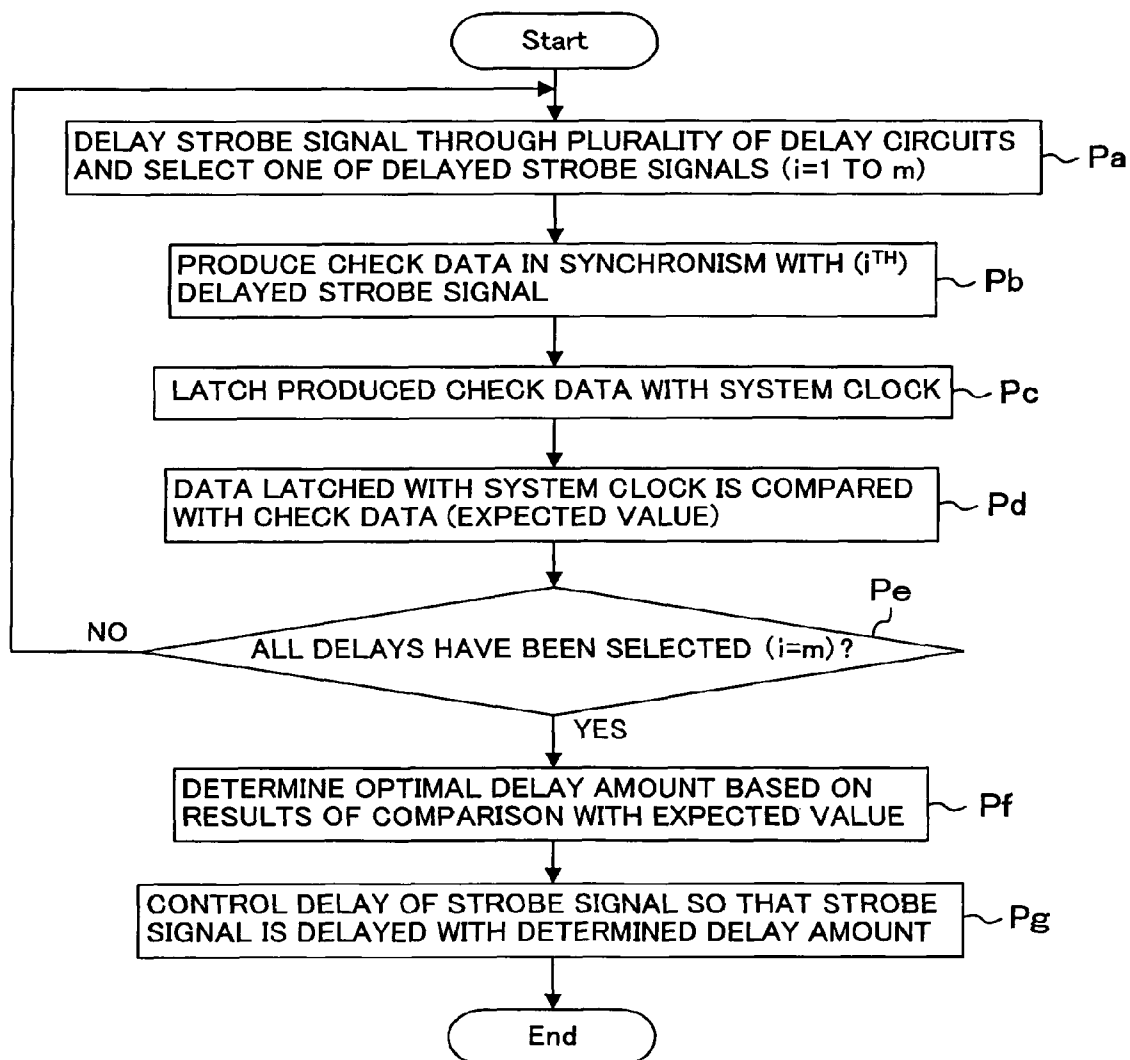 Start
DELAY STROBE SIGNAL THROUGH PLURALITY OF DELAY CIRCUITS
AND SELECT ONE OF DELAYED STROBE SIGNALS (i=1 TO m)
Pa
PRODUCE CHECK DATA IN SYNCHRONISM WITH (iTH)
DELAYED STROBE SIGNAL
Pb
LATCH PRODUCED CHECK DATA WITH SYSTEM CLOCK
Pc
DATA LATCHED WITH SYSTEM CLOCK IS COMPARED
WITH CHECK DATA (EXPECTED VALUE)
Pd
Pe
NO
ALL DELAYS HAVE BEEN SELECTED (i=m)?
YES
DETERMINE OPTIMAL DELAY AMOUNT BASED ON
RESULTS OF COMPARISON WITH EXPECTED VALUE
Pf
CONTROL DELAY OF STROBE SIGNAL SO THAT STROBE
SIGNAL IS DELAYED WITH DETERMINED DELAY AMOUNT
Pg
End